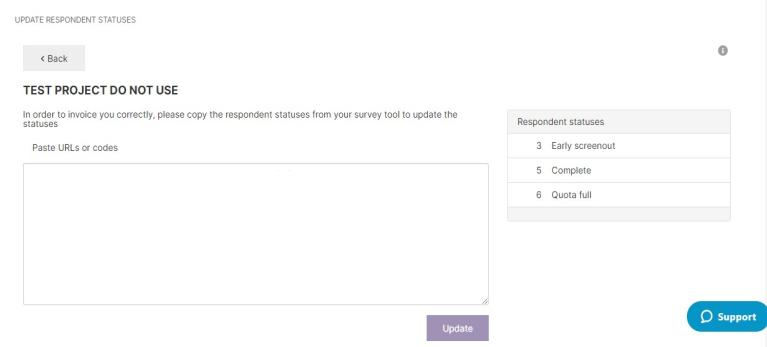 UPDATE RESPONDENT STATUSES
< Back
TEST PROJECT DO NOT USE
In order to invoice you correctly, please copy the respondent statuses from your survey tool to update the
statuses
Paste URLs or codes
Update
Respondent statuses
3 Early screenout
5 Complete
6 Quota full
Support